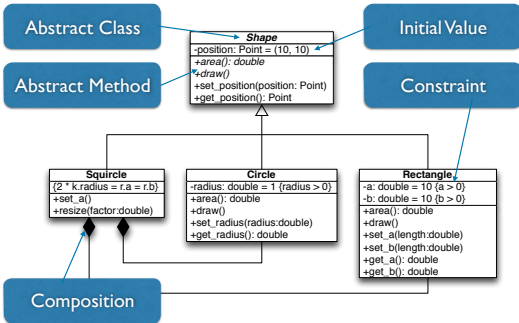 Abstract Class
Initial Value
Shape
-position: Point = (10, 10)
+area(): double
+draw()
+set_position(position: Point)
+get_position(): Point
Abstract Method
Constraint
Squircle
{2 * k.radius = r.a = r.b}
+set_a()
+resize(factor:double)
Circle
-radius: double = 1 {radius > 0}
+area(): double
+draw()
+set_radius(radius:double)
+get_radius(): double
Rectangle
-a: double = 10 {a > 0}
-b: double = 10 {b > 0}
+area(): double
+draw()
+set_a(length:double)
+set_b(length:double)
+get_a(): double
+get_b(): double
Composition